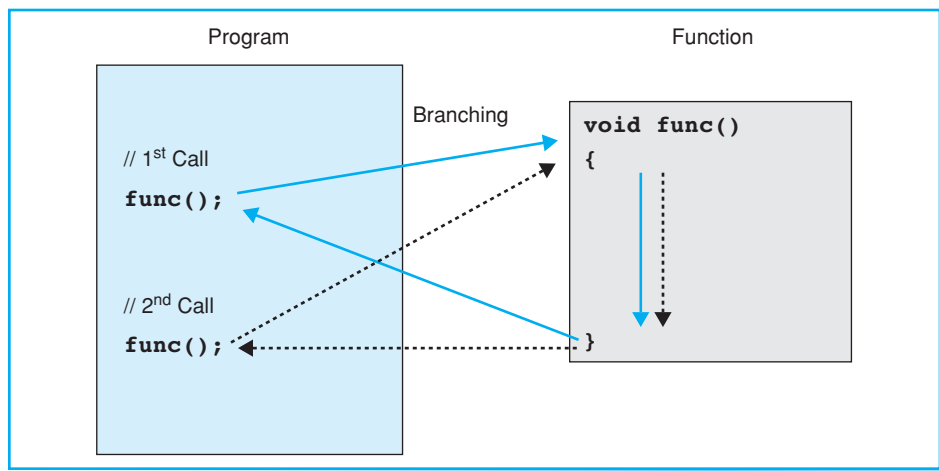 Program
Function
Branching
// 1st Call
func();
// 2nd Call
func();
void func()
{
}